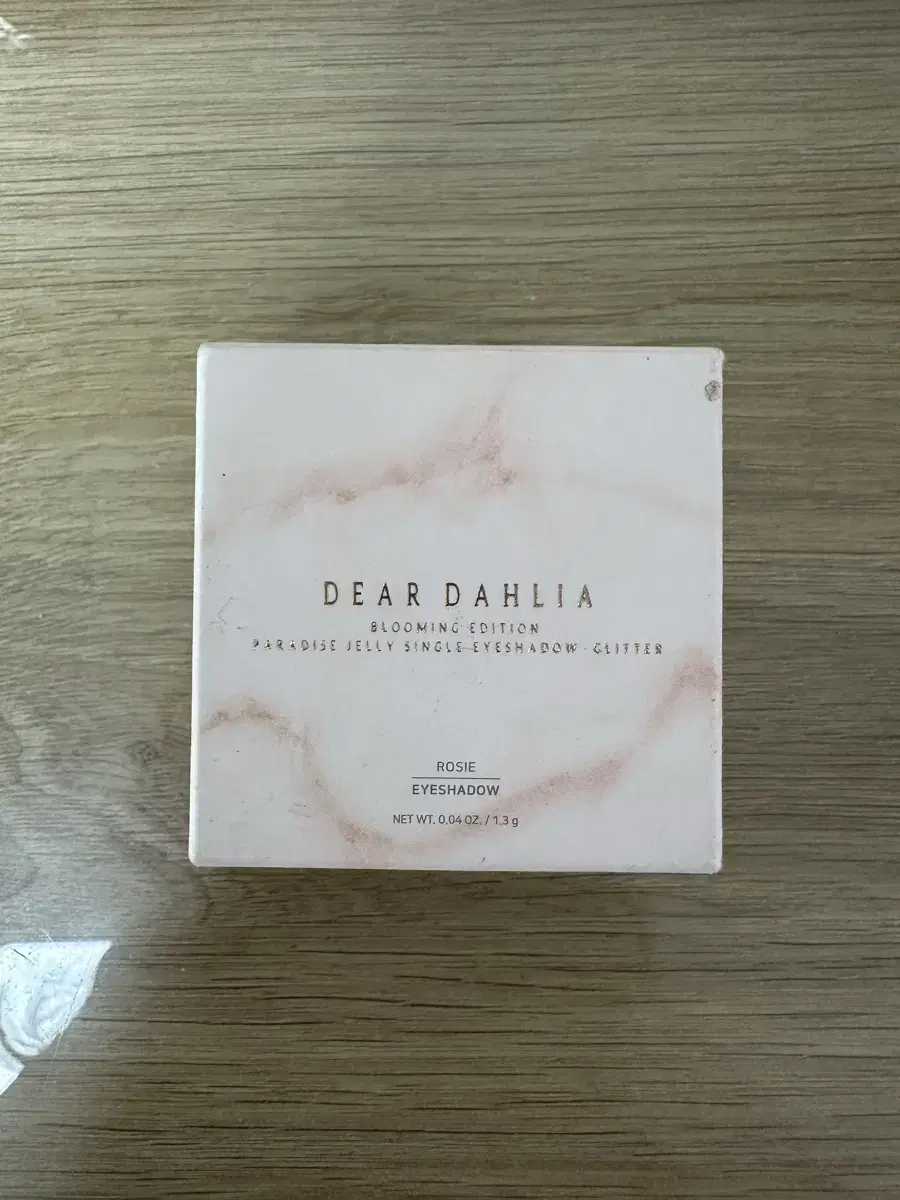 DEAR DAHLIA
BLOOMING EDITION
PARADISE JELLY SINGLE EYESHADOW · GLITTER
ROSIE
EYESHADOW
NET WT. 0.04 OZ. / 1.3 g